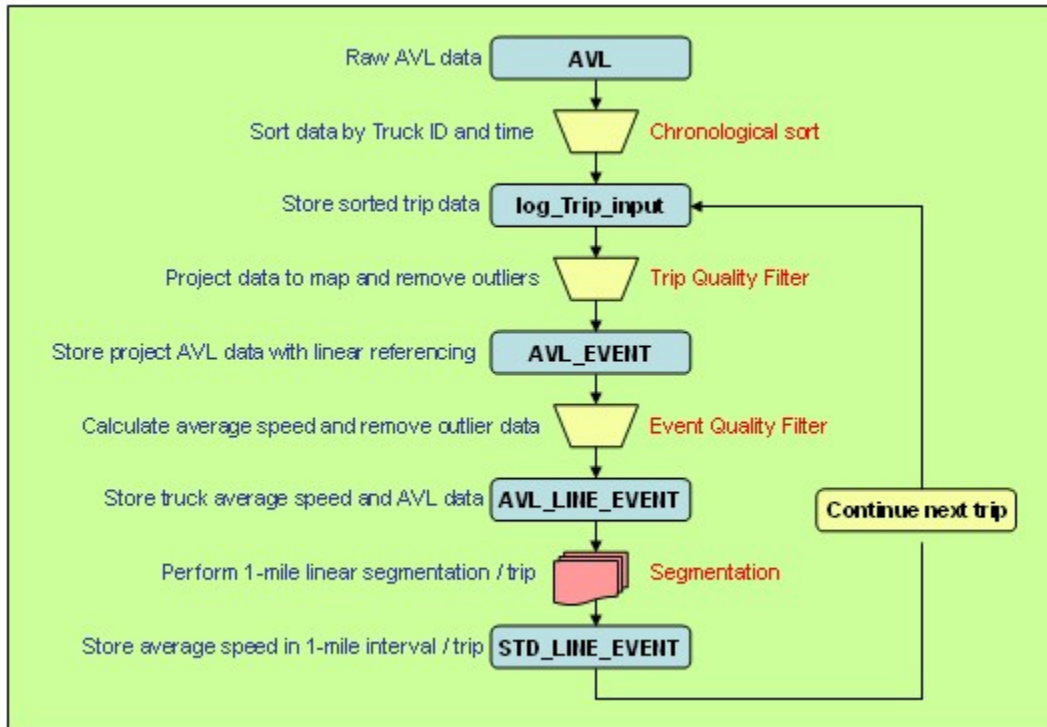 Raw AVL data
AVL
Sort data by Truck ID and time
Chronological sort
Store sorted trip data
log_Trip_input
Project data to map and remove outliers
Trip Quality Filter
Store project AVL data with linear referencing
AVL_EVENT
Calculate average speed and remove outlier data
Event Quality Filter
Store truck average speed and AVL data
AVL_LINE_EVENT
Continue next trip
Perform 1-mile linear segmentation / trip
Segmentation
Store average speed in 1-mile interval / trip
STD_LINE_EVENT